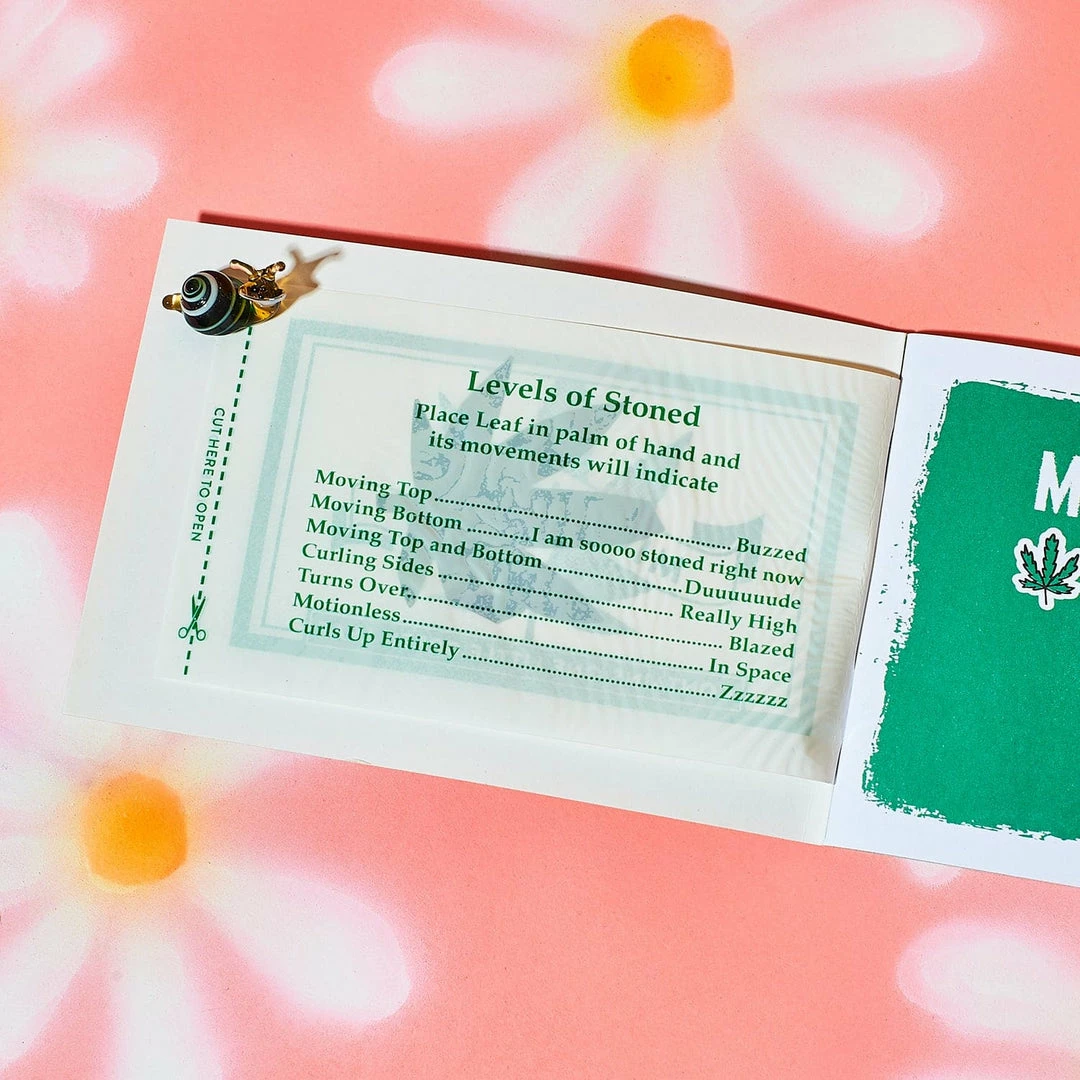 Levels of Stoned
Place Leaf in palm of hand and
its movements will indicate
Moving Top.......................................... Buzzed
Moving Bottom ..........I am soooo stoned right now
Moving Top and Bottom......................Duuuuuude
Curling Sides..................................... Really High
Turns Over................................................ Blazed
Motionless.............................................. In Space
Curls Up Entirely...................................... Zzzzzz
CUT HERE TO OPEN
M